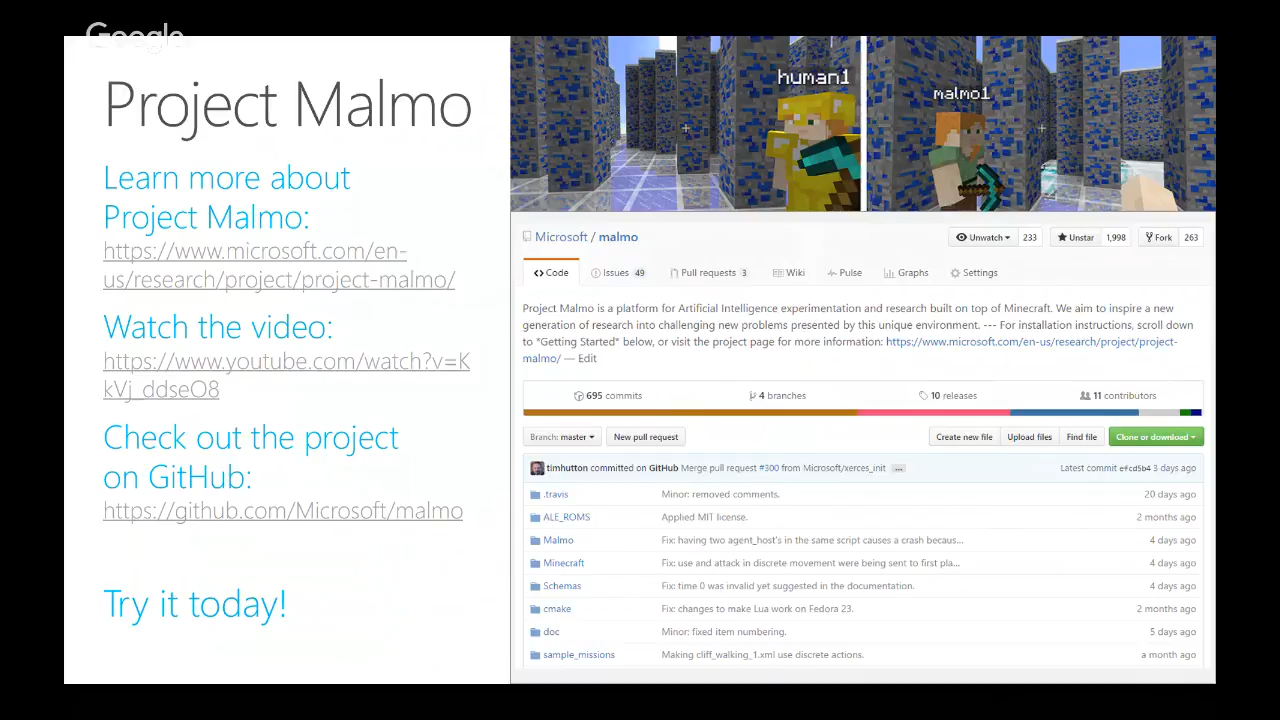 Google
Project Malmo
Learn more about
Project Malmo:
https://www.microsoft.com/en-
us/research/project/project-malmo/
Watch the video:
https://www.youtube.com/watch?v=K
kVj_ddseO8
Check out the project
on GitHub:
https://github.com/Microsoft/malmo
Try it today!
human1
malmo1
Microsoft / malmo
Unwatch 233 Unstar 1,998 Fork 263
Code Issues 49 Pull requests 3 Wiki Pulse Graphs Settings
Project Malmo is a platform for Artificial Intelligence experimentation and research built on top of Minecraft. We aim to inspire a new
generation of research into challenging new problems presented by this unique environment. --- For installation instructions, scroll down
to *Getting Started* below, or visit the project page for more information: https://www.microsoft.com/en-us/research/project/project-
malmo/ — Edit
695 commits 4 branches 10 releases 11 contributors
Branch: master New pull request Create new file Upload files Find file Clone or download
timhutton committed on GitHub Merge pull request #300 from Microsoft/xerces_init ... Latest commit efcd5b4 3 days ago
.travis Minor: removed comments. 20 days ago
ALE_ROMS Applied MIT license. 2 months ago
Malmo Fix: having two agent_host's in the same script causes a crash becaus... 4 days ago
Minecraft Fix: use and attack in discrete movement were being sent to first pla... 4 days ago
Schemas Fix: time 0 was invalid yet suggested in the documentation. 4 days ago
cmake Fix: changes to make Lua work on Fedora 23. 2 months ago
doc Minor: fixed item numbering. 5 days ago
sample_missions Making cliff_walking_1.xml use discrete actions. a month ago